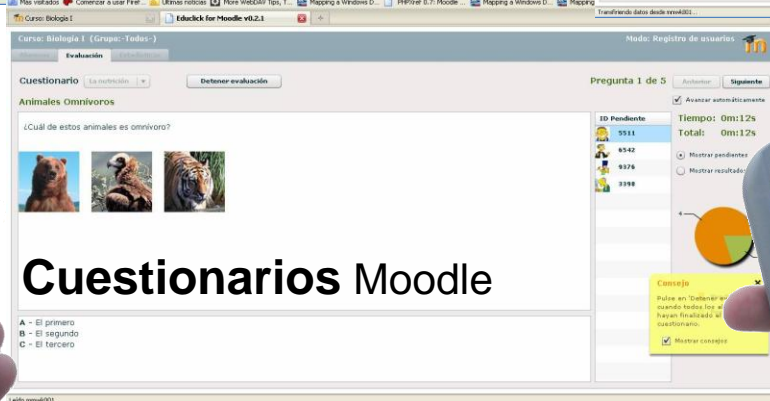 Más visitados Comenzar a usar Firef... Últimas noticias More WebDAV Tips, T... Mapping a Windows D... PHPXref 0.7: Moodle ... Mapping a Windows D... Mapping
Transfiriendo datos desde mmvk001...
Curso: Biología I
Educlick for Moodle v0.2.1
Curso: Biología I (Grupo:-Todos-)
Modo: Registro de usuarios
Evaluación
Cuestionario La nutrición Detener evaluación
Pregunta 1 de 5 Anterior Siguiente
Animales Omnivoros
Avanzar automáticamente
¿Cuál de estos animales es omnívoro?
ID Pendiente
5511
6542
9376
3398
Tiempo: 0m:12s
Total: 0m:12s
Mostrar pendientes
Mostrar resultados
4
Cuestionarios Moodle
Consejo
Pulse en 'Detener
cuando todos los
hayan finalizado el
cuestionario.
Mostrar consejos
A - El primero
B - El segundo
C - El tercero